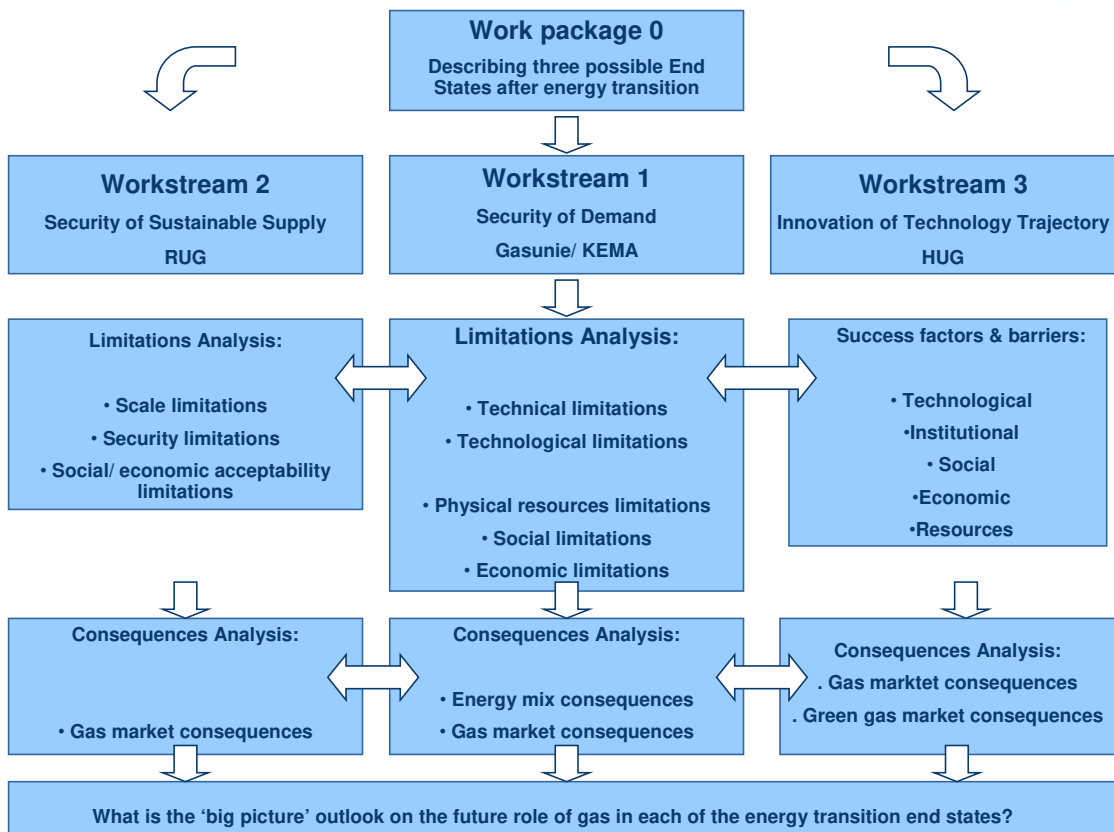 Work package 0
Describing three possible End
States after energy transition
Workstream 2
Security of Sustainable Supply
RUG
Workstream 1
Security of Demand
Gasunie/ KEMA
Workstream 3
Innovation of Technology Trajectory
HUG
Limitations Analysis:
• Scale limitations
• Security limitations
• Social/ economic acceptability
limitations
Limitations Analysis:
• Technical limitations
• Technological limitations
• Physical resources limitations
• Social limitations
• Economic limitations
Success factors & barriers:
• Technological
•Institutional
• Social
•Economic
•Resources
Consequences Analysis:
• Gas market consequences
Consequences Analysis:
• Energy mix consequences
• Gas market consequences
Consequences Analysis:
. Gas marktet consequences
. Green gas market consequences
What is the ‘big picture’ outlook on the future role of gas in each of the energy transition end states?